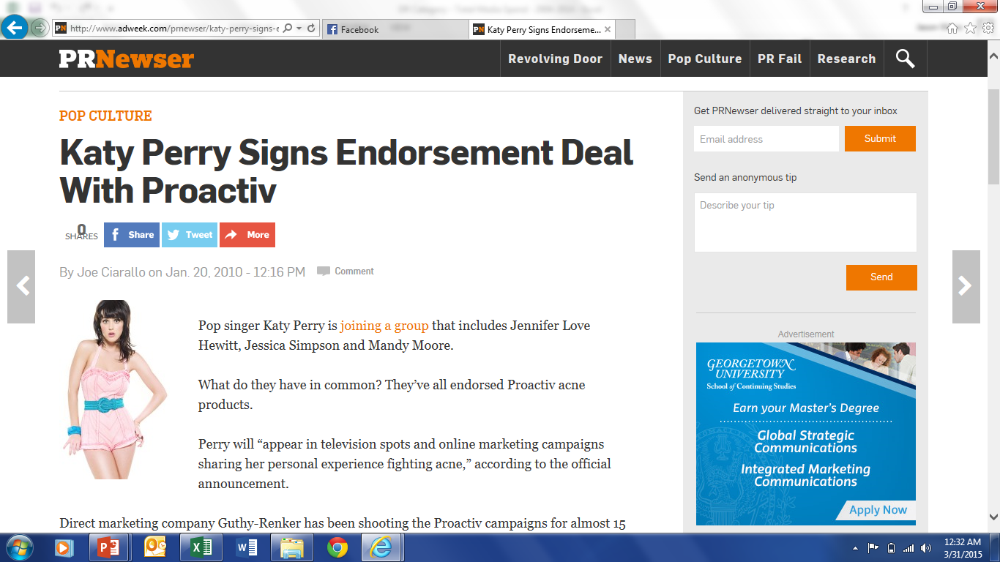 http://www.adweek.com/prnewser/katy-perry-signs-e
Facebook
Katy Perry Signs Endorseme...
PRNewser
Revolving Door
News
Pop Culture
PR Fail
Research
POP CULTURE
Katy Perry Signs Endorsement Deal
With Proactiv
0
SHARES
Share
Tweet
More
By Joe Ciarallo on Jan. 20, 2010 - 12:16 PM
Comment
Pop singer Katy Perry is joining a group that includes Jennifer Love
Hewitt, Jessica Simpson and Mandy Moore.
What do they have in common? They’ve all endorsed Proactiv acne
products.
Perry will “appear in television spots and online marketing campaigns
sharing her personal experience fighting acne,” according to the official
announcement.
Direct marketing company Guthy-Renker has been shooting the Proactiv campaigns for almost 15
Get PRNewser delivered straight to your inbox
Email address
Submit
Send an anonymous tip
Describe your tip
Send
Advertisement
GEORGETOWN
UNIVERSITY
School of Continuing Studies
Earn your Master's Degree
Global Strategic
Communications
Integrated Marketing
Communications
Apply Now
12:32 AM
3/31/2015